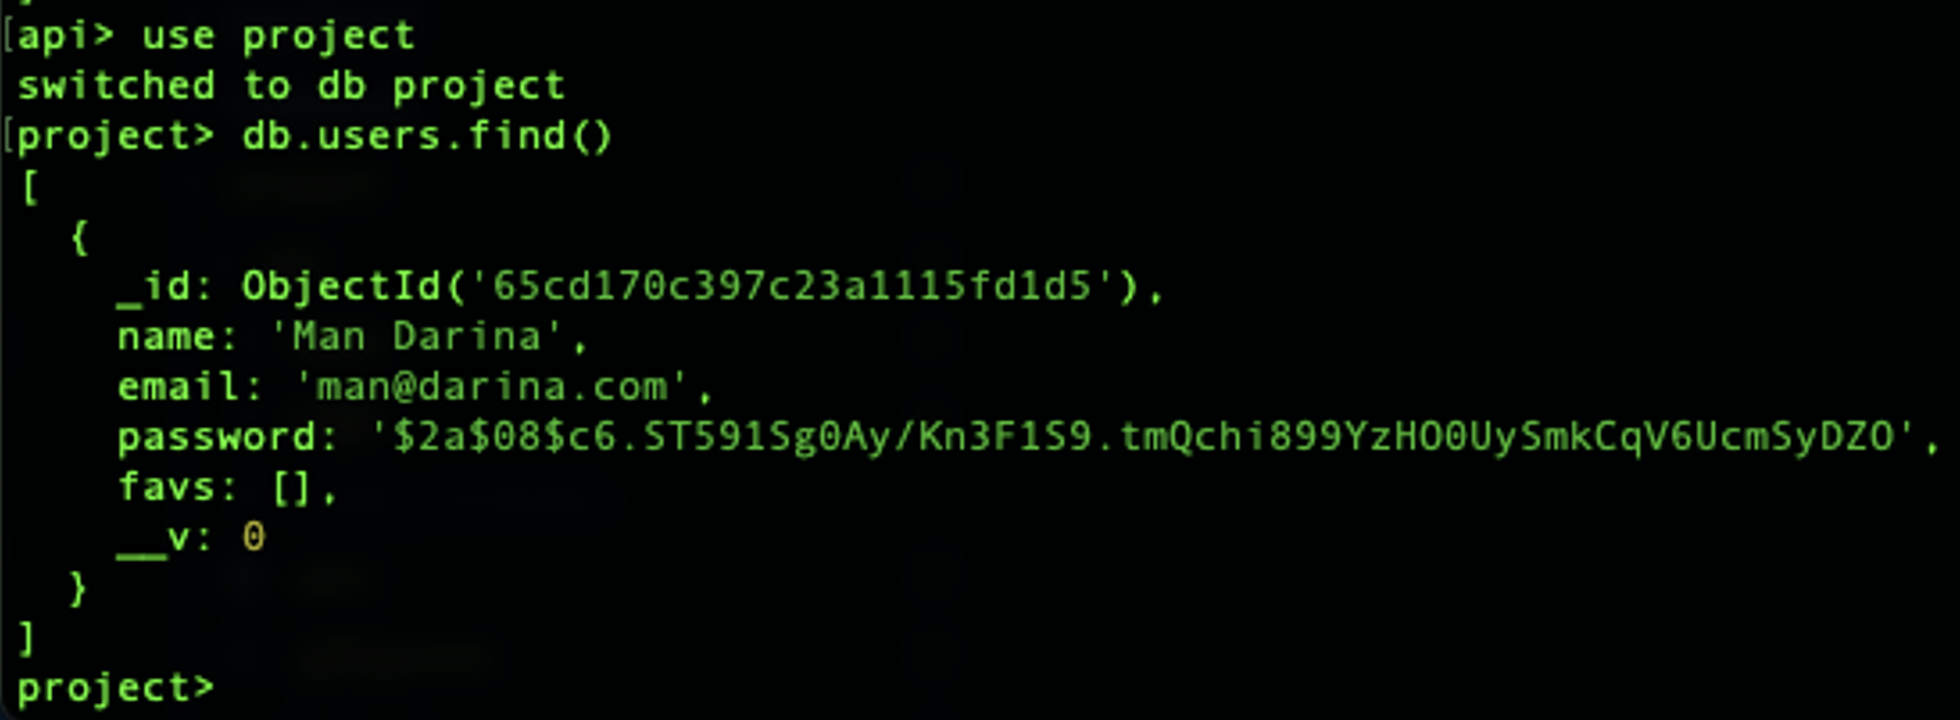 [api> use project
switched to db project
[project> db.users.find()
[
  {
    _id: ObjectId('65cd170c397c23a1115fd1d5'),
    name: 'Man Darina',
    email: 'man@darina.com',
    password: '$2a$08$c6.ST591Sg0Ay/Kn3F1S9.tmQchi899YzHO0UySmkCqV6UcmSyDZO',
    favs: [],
    __v: 0
  }
]
project>